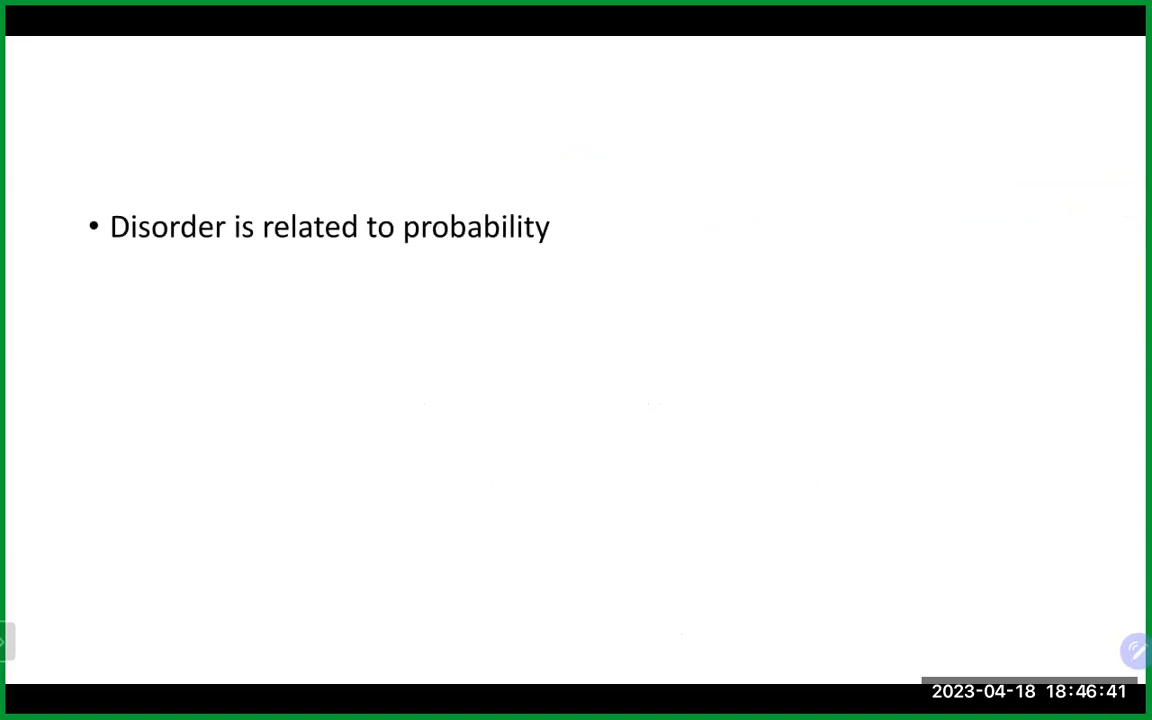 • Disorder is related to probability
2023-04-18 18:46:41